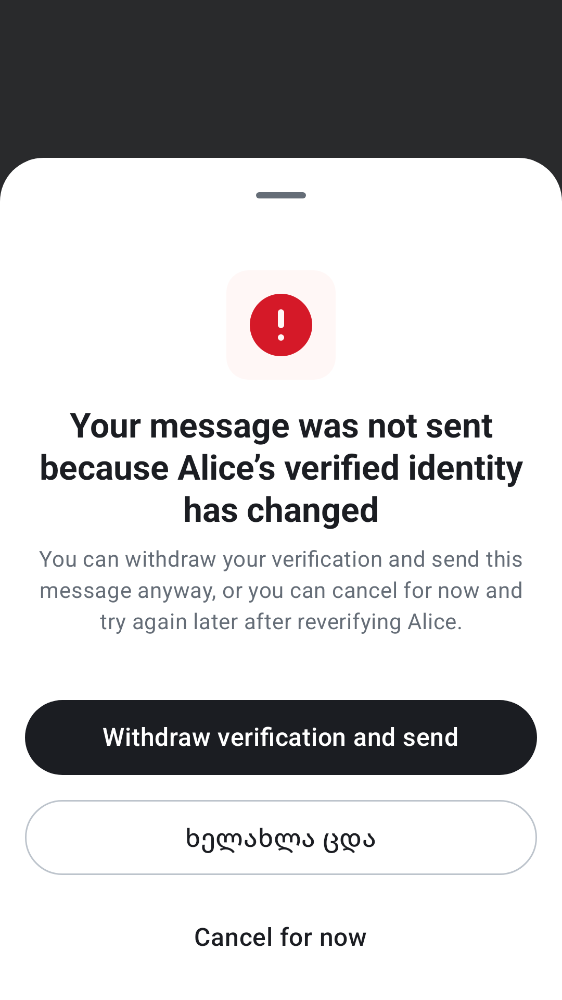 Your message was not sent
because Alice’s verified identity
has changed
You can withdraw your verification and send this
message anyway, or you can cancel for now and
try again later after reverifying Alice.
Withdraw verification and send
ხელახლა ცდა
Cancel for now